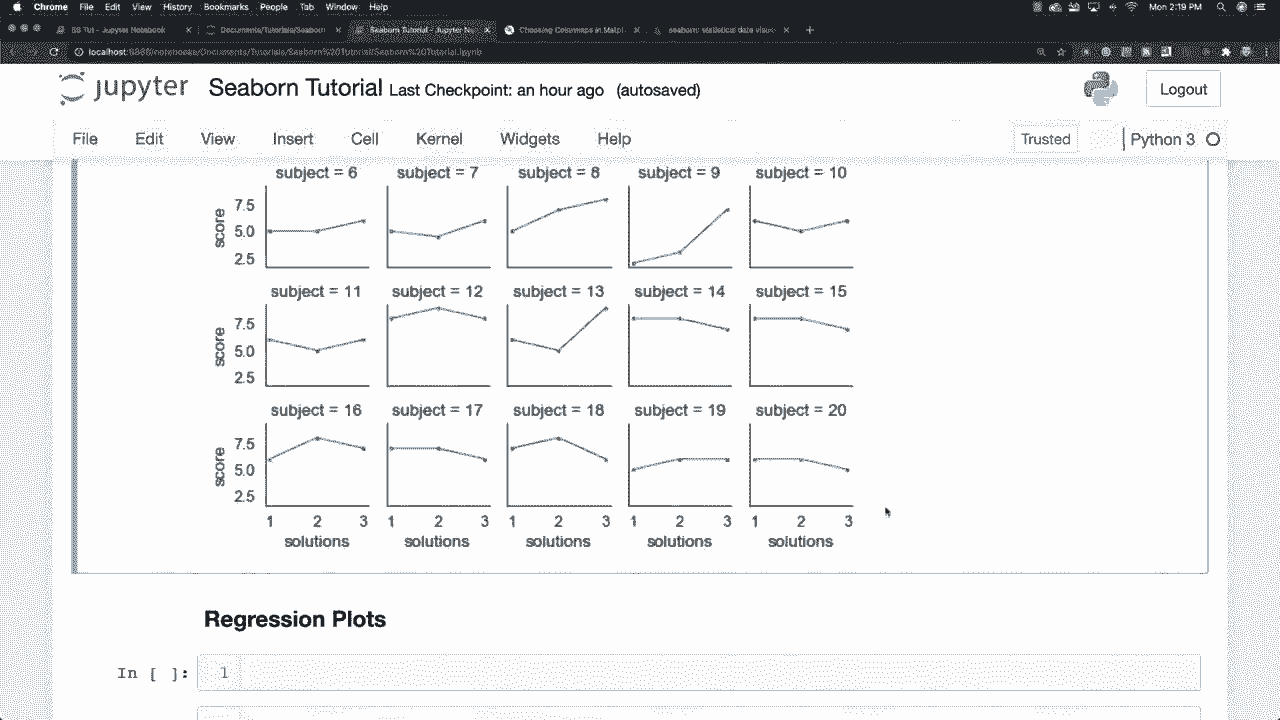 Chrome File Edit View History Bookmarks People Tab Window Help Mon 2:19 PM
SS Tut - Jupyter Notebook Documents/Tutorials/Seaborn Seaborn Tutorial - Jupyter No Choosing Colormaps in Matpl seaborn: statistical data visua
localhost:8888/notebooks/Documents/Tutorials/Seaborn%20Tutorial/Seaborn%20Tutorial.ipynb
jupyter Seaborn Tutorial Last Checkpoint: an hour ago (autosaved) Logout
File Edit View Insert Cell Kernel Widgets Help Trusted Python 3
subject = 6 subject = 7 subject = 8 subject = 9 subject = 10
score
7.5
5.0
2.5
subject = 11 subject = 12 subject = 13 subject = 14 subject = 15
score
7.5
5.0
2.5
subject = 16 subject = 17 subject = 18 subject = 19 subject = 20
score
7.5
5.0
2.5
1 2 3 1 2 3 1 2 3 1 2 3 1 2 3
solutions solutions solutions solutions solutions
Regression Plots
In [ ]: 1